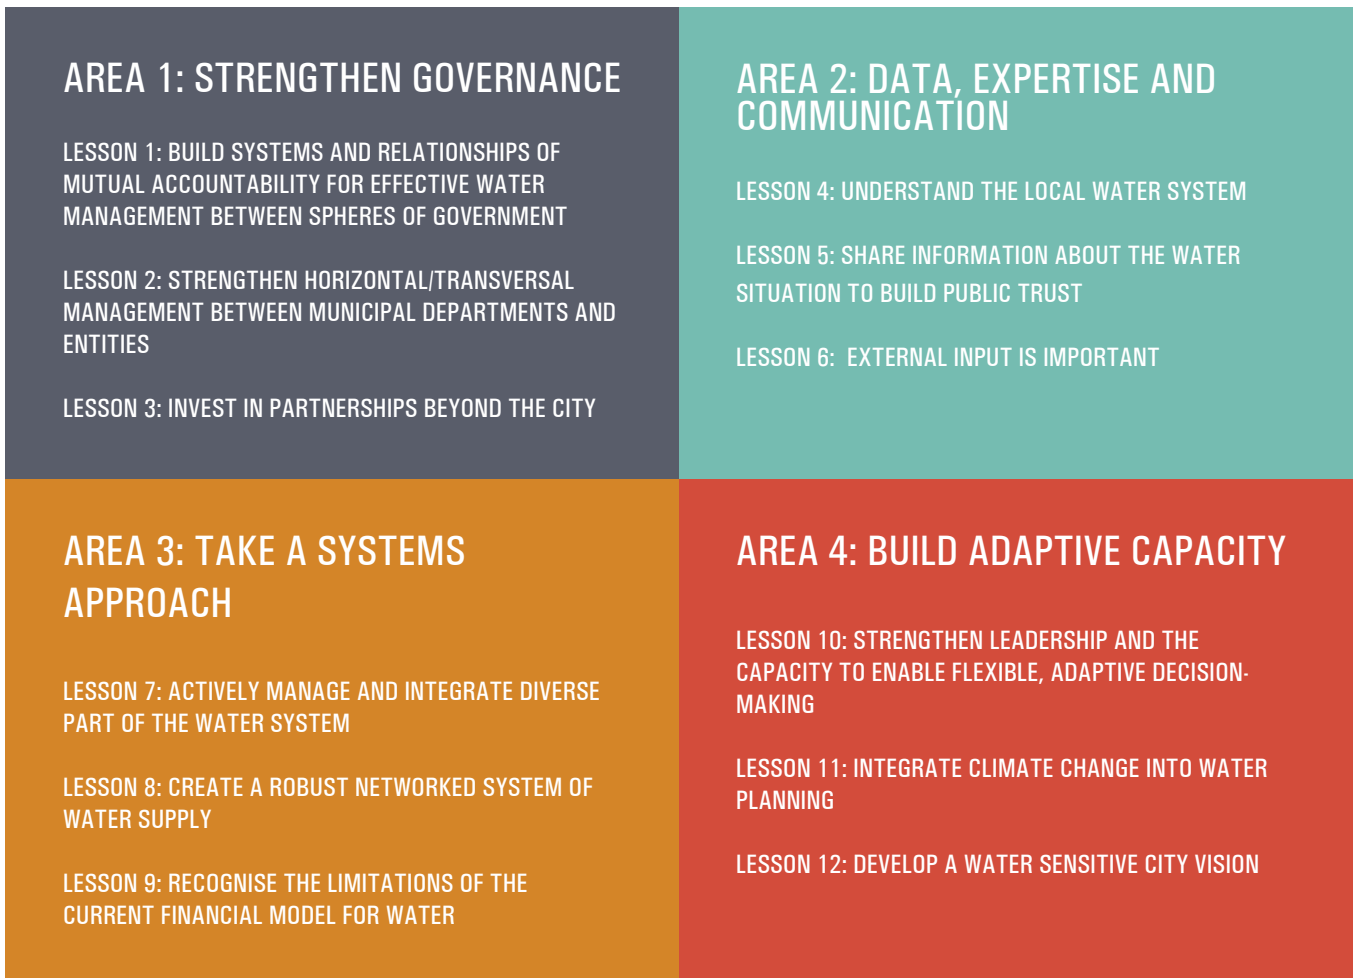 AREA 1: STRENGTHEN GOVERNANCE
LESSON 1: BUILD SYSTEMS AND RELATIONSHIPS OF
MUTUAL ACCOUNTABILITY FOR EFFECTIVE WATER
MANAGEMENT BETWEEN SPHERES OF GOVERNMENT
LESSON 2: STRENGTHEN HORIZONTAL/TRANSVERSAL
MANAGEMENT BETWEEN MUNICIPAL DEPARTMENTS AND
ENTITIES
LESSON 3: INVEST IN PARTNERSHIPS BEYOND THE CITY
AREA 2: DATA, EXPERTISE AND
COMMUNICATION
LESSON 4: UNDERSTAND THE LOCAL WATER SYSTEM
LESSON 5: SHARE INFORMATION ABOUT THE WATER
SITUATION TO BUILD PUBLIC TRUST
LESSON 6: EXTERNAL INPUT IS IMPORTANT
AREA 3: TAKE A SYSTEMS
APPROACH
LESSON 7: ACTIVELY MANAGE AND INTEGRATE DIVERSE
PART OF THE WATER SYSTEM
LESSON 8: CREATE A ROBUST NETWORKED SYSTEM OF
WATER SUPPLY
LESSON 9: RECOGNISE THE LIMITATIONS OF THE
CURRENT FINANCIAL MODEL FOR WATER
AREA 4: BUILD ADAPTIVE CAPACITY
LESSON 10: STRENGTHEN LEADERSHIP AND THE
CAPACITY TO ENABLE FLEXIBLE, ADAPTIVE DECISION-
MAKING
LESSON 11: INTEGRATE CLIMATE CHANGE INTO WATER
PLANNING
LESSON 12: DEVELOP A WATER SENSITIVE CITY VISION